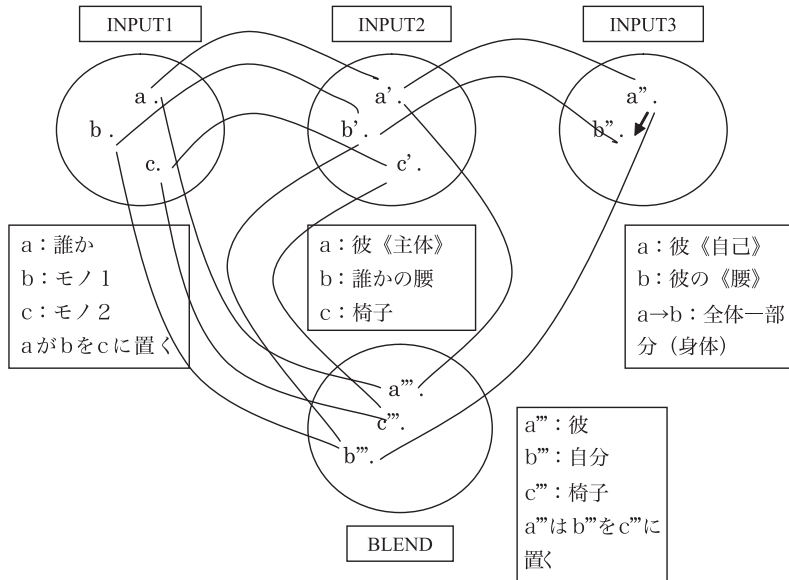 INPUT1
INPUT2
INPUT3
a .
b .
c.
a' .
b' .
c' .
a” .
b” .
a：誰か
b：モノ1
c：モノ2
aがbをcに置く
a：彼《主体》
b：誰かの腰
c：椅子
a：彼《自己》
b：彼の《腰》
a→b：全体―部
分（身体）
a”'.
c”'.
b”'.
BLEND
a”'：彼
b”'：自分
c”'：椅子
a”'はb”'をc”'に
置く